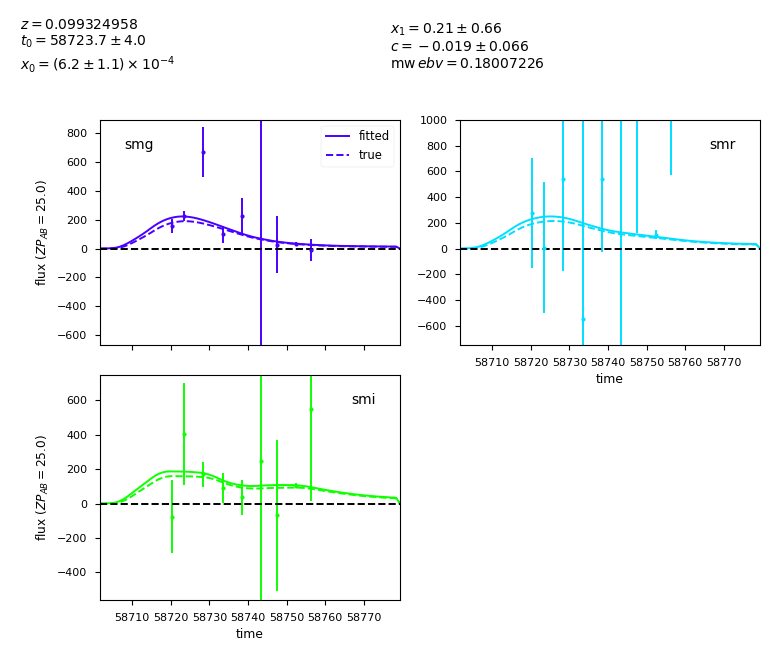 z = 0.099324958
t₀ = 58723.7 ± 4.0
x₀ = (6.2 ± 1.1) × 10⁻⁴
x₁ = 0.21 ± 0.66
c = −0.019 ± 0.066
mw ebv = 0.18007226
smg
fitted
true
800
600
400
200
0
−200
−400
−600
flux (ZP_AB = 25.0)
smr
1000
800
600
400
200
0
−200
−400
−600
58710 58720 58730 58740 58750 58760 58770
time
smi
600
400
200
0
−200
−400
flux (ZP_AB = 25.0)
58710 58720 58730 58740 58750 58760 58770
time